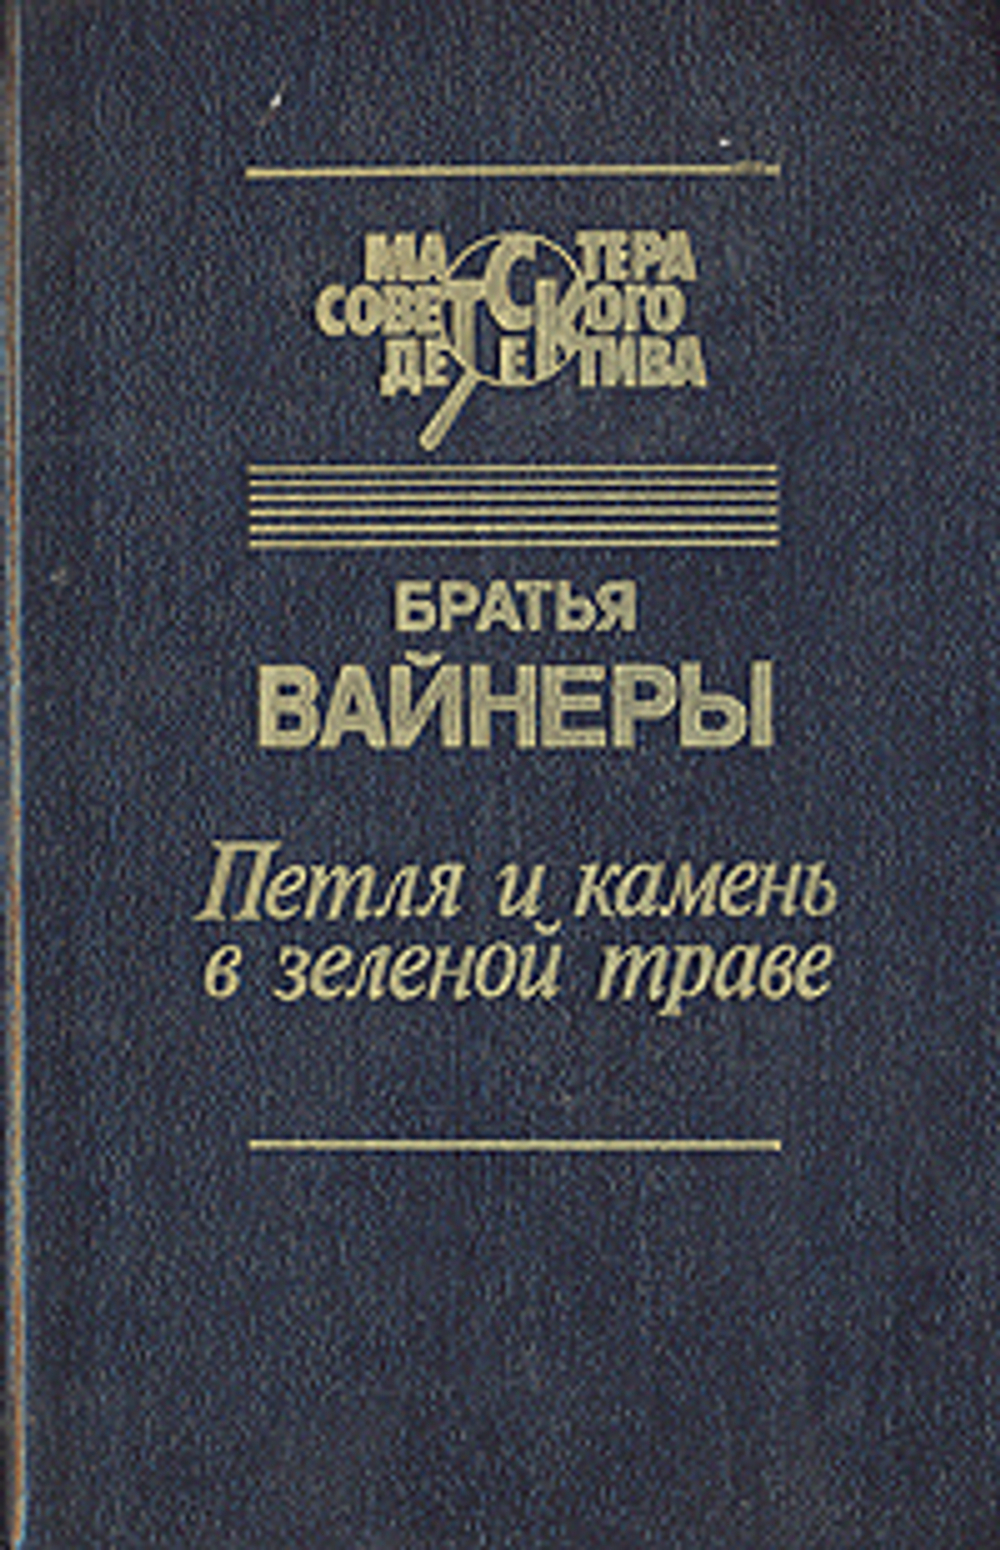 МАСТЕРА
СОВЕТСКОГО
ДЕТЕКТИВА
БРАТЬЯ
ВАЙНЕРЫ
Петля и камень
в зеленой траве